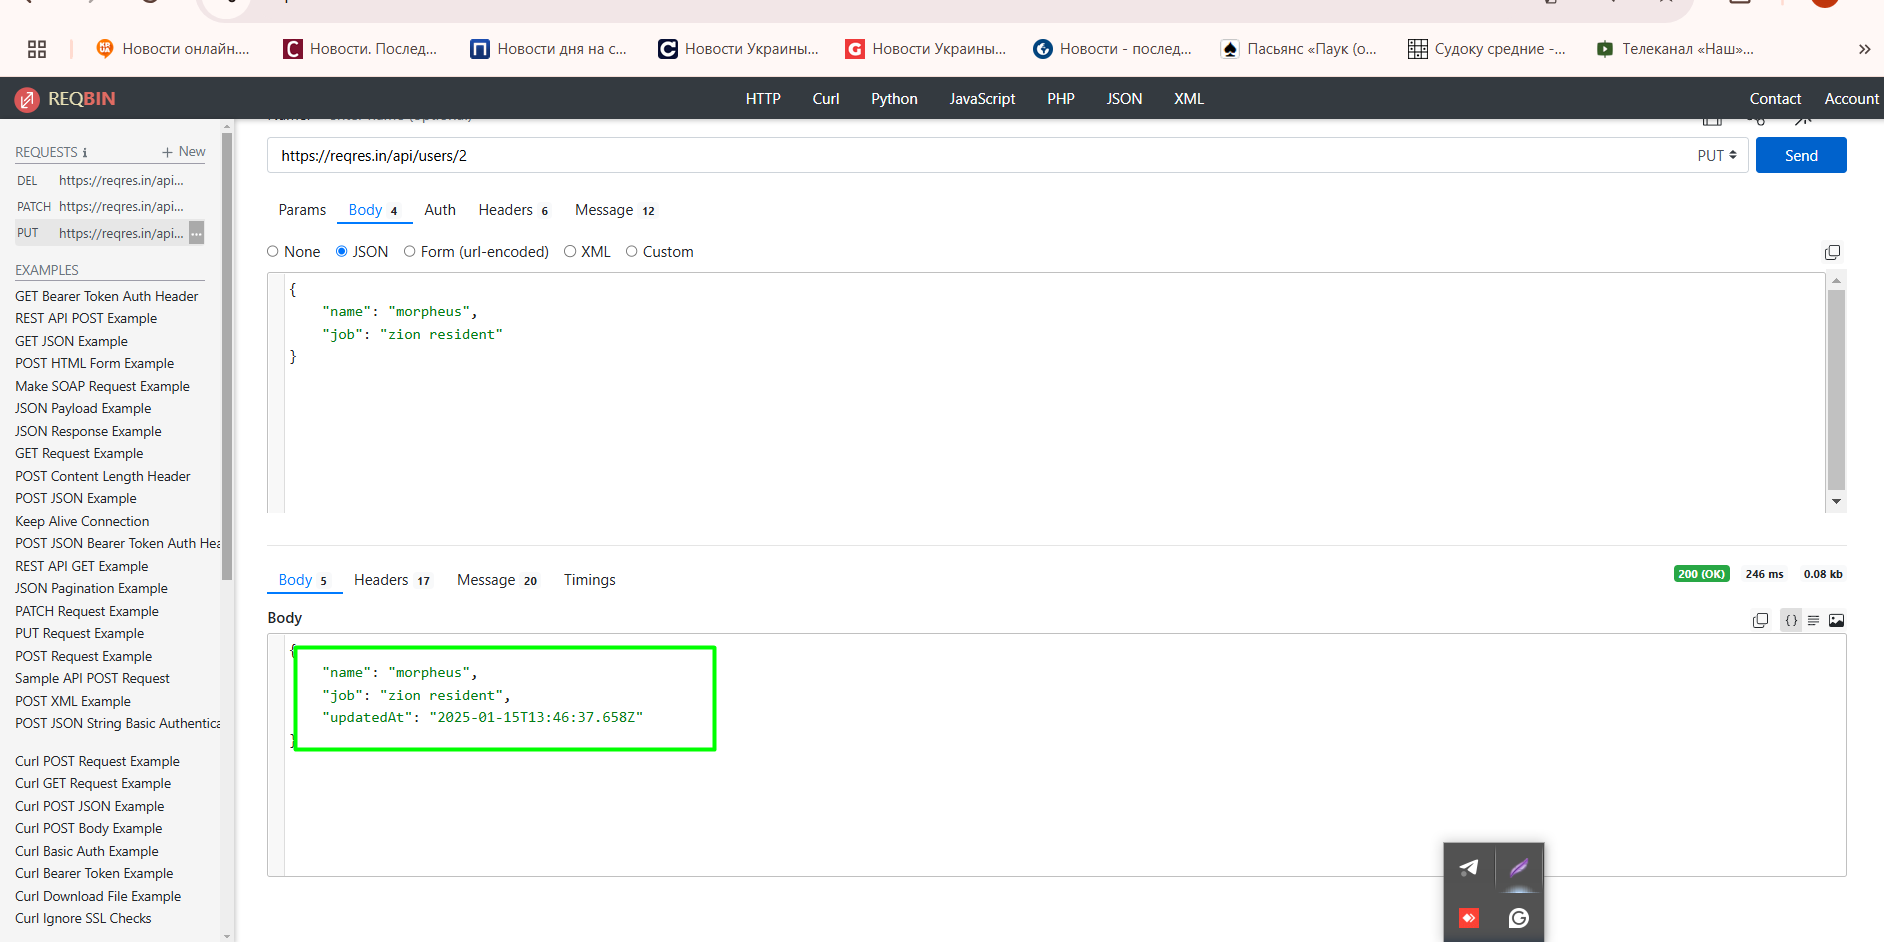 Новости онлайн.... Новости. Послед... Новости дня на с... Новости Украины... Новости Украины... Новости - послед... Пасьянс «Паук (о... Судоку средние -... Телеканал «Наш»...
REQBIN HTTP Curl Python JavaScript PHP JSON XML Contact Account
REQUESTS + New
DEL https://reqres.in/api...
PATCH https://reqres.in/api...
PUT https://reqres.in/api... ...
EXAMPLES
GET Bearer Token Auth Header
REST API POST Example
GET JSON Example
POST HTML Form Example
Make SOAP Request Example
JSON Payload Example
JSON Response Example
GET Request Example
POST Content Length Header
POST JSON Example
Keep Alive Connection
POST JSON Bearer Token Auth Hea
REST API GET Example
JSON Pagination Example
PATCH Request Example
PUT Request Example
POST Request Example
Sample API POST Request
POST XML Example
POST JSON String Basic Authentica
Curl POST Request Example
Curl GET Request Example
Curl POST JSON Example
Curl POST Body Example
Curl Basic Auth Example
Curl Bearer Token Example
Curl Download File Example
Curl Ignore SSL Checks
https://reqres.in/api/users/2 PUT Send
Params Body 4 Auth Headers 6 Message 12
None JSON Form (url-encoded) XML Custom
{
"name": "morpheus",
"job": "zion resident"
}
Body 5 Headers 17 Message 20 Timings 200 (OK) 246 ms 0.08 kb
Body
{
"name": "morpheus",
"job": "zion resident",
"updatedAt": "2025-01-15T13:46:37.658Z"
}